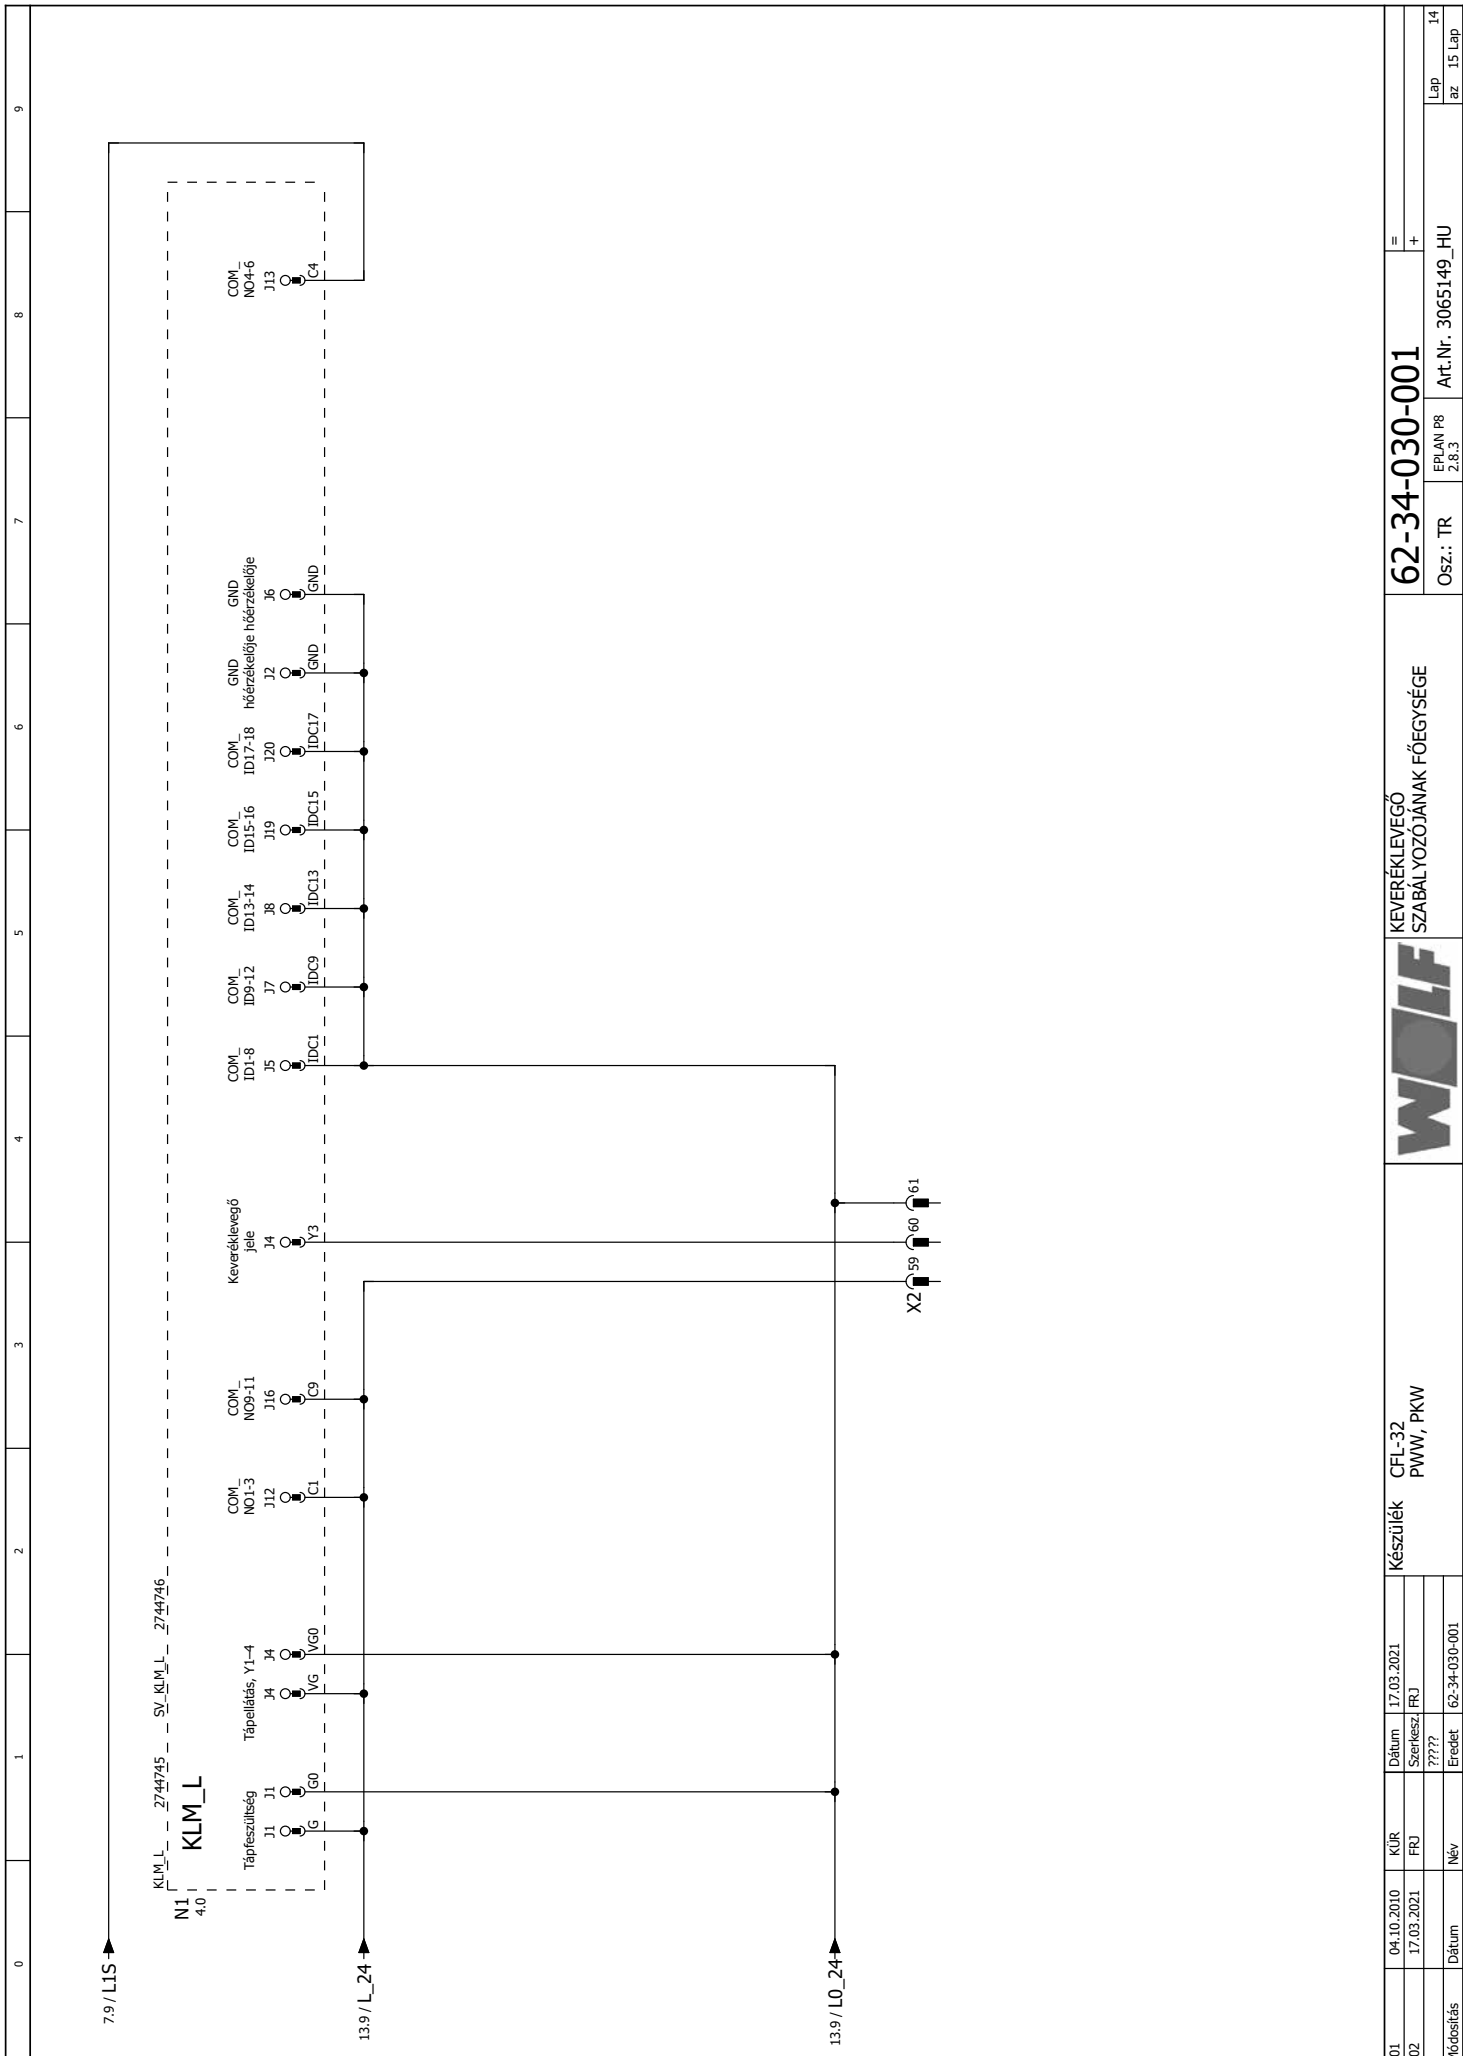 0 1 2 3 4 5 6 7 8 9
7.9 / L1S
KLM_L 2744745 SV_KLM_L 2744746
N1
4.0
KLM_L
Tápfeszültség
J1 J1
G G0
Tápellátás, Y1-4
J4 J4
VG VG0
COM_
NO1-3
J12
C1
COM_
NO9-11
J16
C9
Keveréklevegő
jele
J4
Y3
COM_
ID1-8
J5
IDC1
COM_
ID9-12
J7
IDC9
COM_
ID13-14
J8
IDC13
COM_
ID15-16
J19
IDC15
COM_
ID17-18
J20
IDC17
GND
hőérzékelője
J2
GND
GND
hőérzékelője
J6
GND
COM_
NO4-6
J13
C4
13.9 / L_24
13.9 / L0_24
X2 59 60 61
01 04.10.2010 KÜR
02 17.03.2021 FRJ
Módosítás Dátum Név
Dátum 17.03.2021
Szerkesz. FRJ
?????
Eredet 62-34-030-001
Készülék CFL-32
PWW, PKW
WOLF
KEVERÉKLEVEGŐ
SZABÁLYOZÓJÁNAK FŐEGYSÉGE
62-34-030-001
=
+
Osz.: TR
EPLAN P8
2.8.3
Art.Nr. 3065149_HU
Lap 14
az 15 Lap